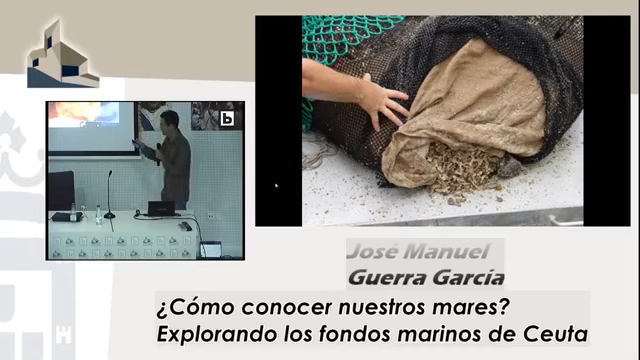 b
José Manuel
Guerra García
¿Cómo conocer nuestros mares?
Explorando los fondos marinos de Ceuta